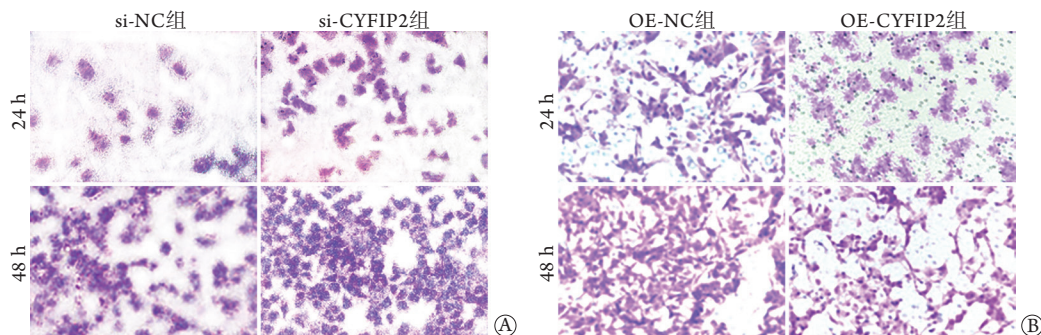 si-NC组 si-CYFIP2组 OE-NC组 OE-CYFIP2组
24 h 24 h
48 h 48 h
Ⓐ Ⓑ